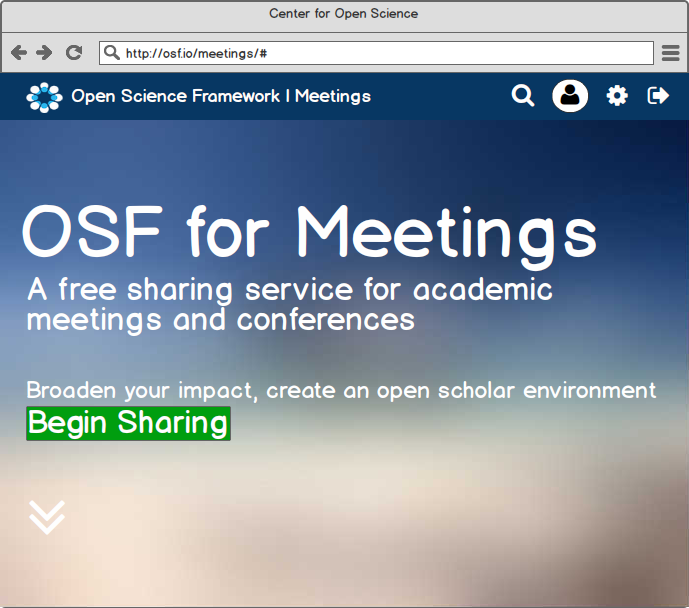 Center for Open Science
http://osf.io/meetings/#
Open Science Framework | Meetings
OSF for Meetings
A free sharing service for academic
meetings and conferences
Broaden your impact, create an open scholar environment
Begin Sharing